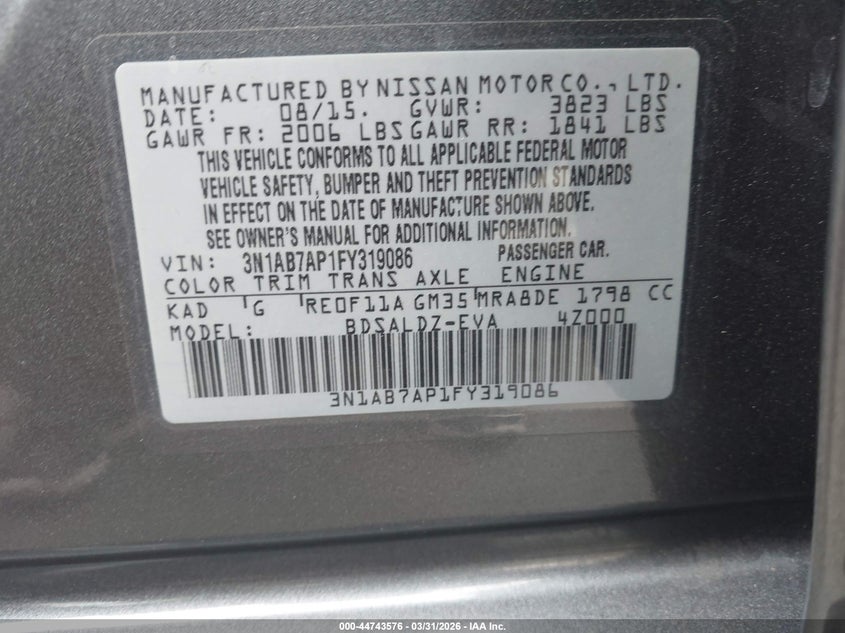 MANUFACTURED BY NISSAN MOTOR CO., LTD.
DATE: 08/15. GVWR: 3823 LBS
GAWR FR: 2006 LBS GAWR RR: 1841 LBS
THIS VEHICLE CONFORMS TO ALL APPLICABLE FEDERAL MOTOR
VEHICLE SAFETY, BUMPER AND THEFT PREVENTION STANDARDS
IN EFFECT ON THE DATE OF MANUFACTURE SHOWN ABOVE.
SEE OWNER'S MANUAL FOR ADDITIONAL INFORMATION.
VIN: 3N1AB7AP1FY319086 PASSENGER CAR.
COLOR TRIM TRANS AXLE ENGINE
KAD G RE0F11A GM35 MRA8DE 1798 CC
MODEL: BDSALDZ-EVA 4Z000
3N1AB7AP1FY319086
000-44743576 | 03/31/2026 - IAA Inc.